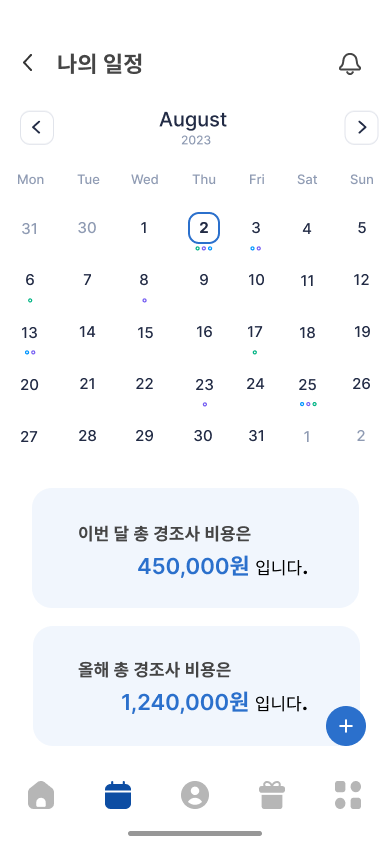 나의 일정
August
2023
Mon Tue Wed Thu Fri Sat Sun
31 30 1 2 3 4 5
6 7 8 9 10 11 12
13 14 15 16 17 18 19
20 21 22 23 24 25 26
27 28 29 30 31 1 2
이번 달 총 경조사 비용은
450,000원 입니다.
올해 총 경조사 비용은
1,240,000원 입니다.